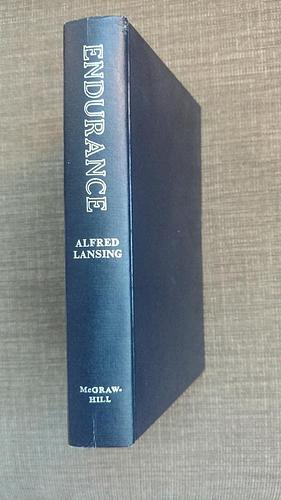 ENDURANCE
ALFRED
LANSING
McGRAW-
HILL